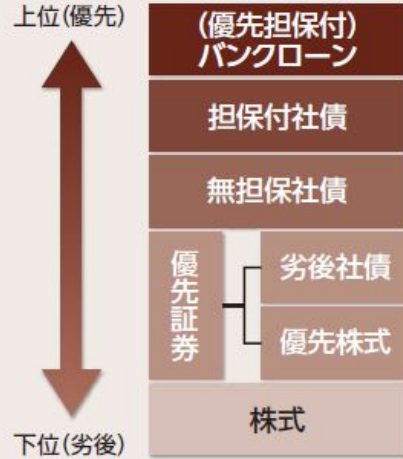 上位(優先)
(優先担保付)
バンクローン
担保付社債
無担保社債
優先証券
劣後社債
優先株式
株式
下位(劣後)